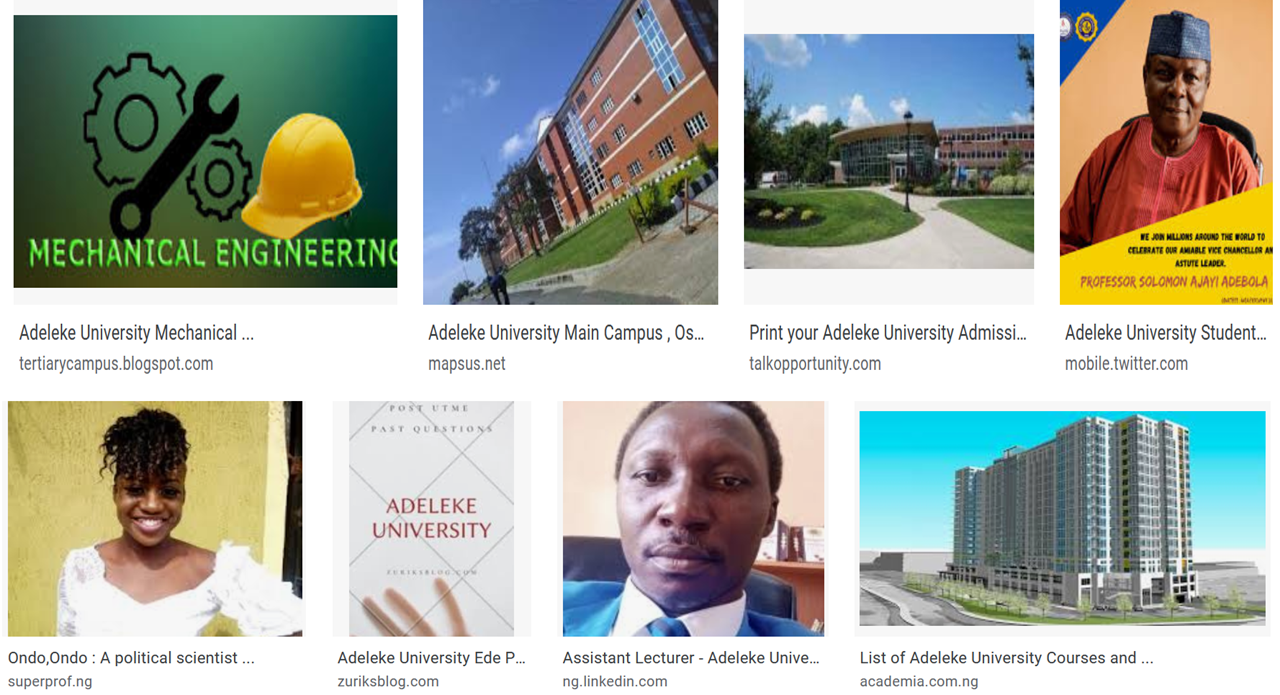 MECHANICAL ENGINEERING
WE JOIN MILLIONS AROUND THE WORLD TO
CELEBRATE OUR AMIABLE VICE CHANCELLOR AN
ASTUTE LEADER.
PROFESSOR SOLOMON AJAYI ADEBOLA
Adeleke University Mechanical ...
tertiarycampus.blogspot.com
Adeleke University Main Campus , Os...
mapsus.net
Print your Adeleke University Admissi...
talkopportunity.com
Adeleke University Student...
mobile.twitter.com
POST UTME
PAST QUESTIONS
ADELEKE
UNIVERSITY
ZURIKSBLOG.COM
Ondo,Ondo : A political scientist ...
superprof.ng
Adeleke University Ede P...
zuriksblog.com
Assistant Lecturer - Adeleke Unive...
ng.linkedin.com
List of Adeleke University Courses and ...
academia.com.ng